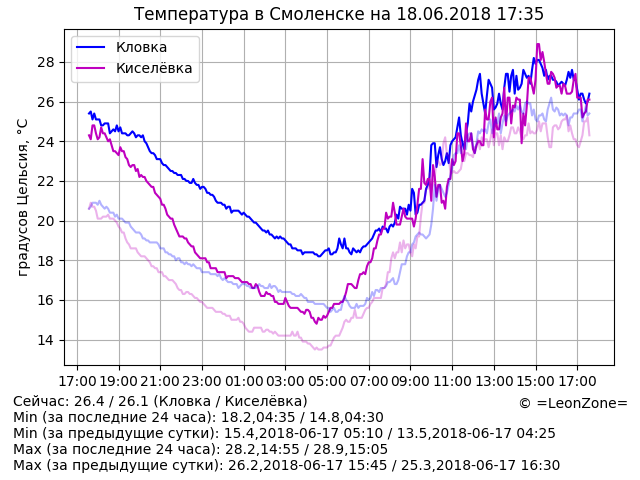 Температура в Смоленске на 18.06.2018 17:35
Кловка
Киселёвка
градусов Цельсия, °C
28
26
24
22
20
18
16
14
17:00 19:00 21:00 23:00 01:00 03:00 05:00 07:00 09:00 11:00 13:00 15:00 17:00
Сейчас: 26.4 / 26.1 (Кловка / Киселёвка)
© =LeonZone=
Min (за последние 24 часа): 18.2,04:35 / 14.8,04:30
Min (за предыдущие сутки): 15.4,2018-06-17 05:10 / 13.5,2018-06-17 04:25
Max (за последние 24 часа): 28.2,14:55 / 28.9,15:05
Max (за предыдущие сутки): 26.2,2018-06-17 15:45 / 25.3,2018-06-17 16:30